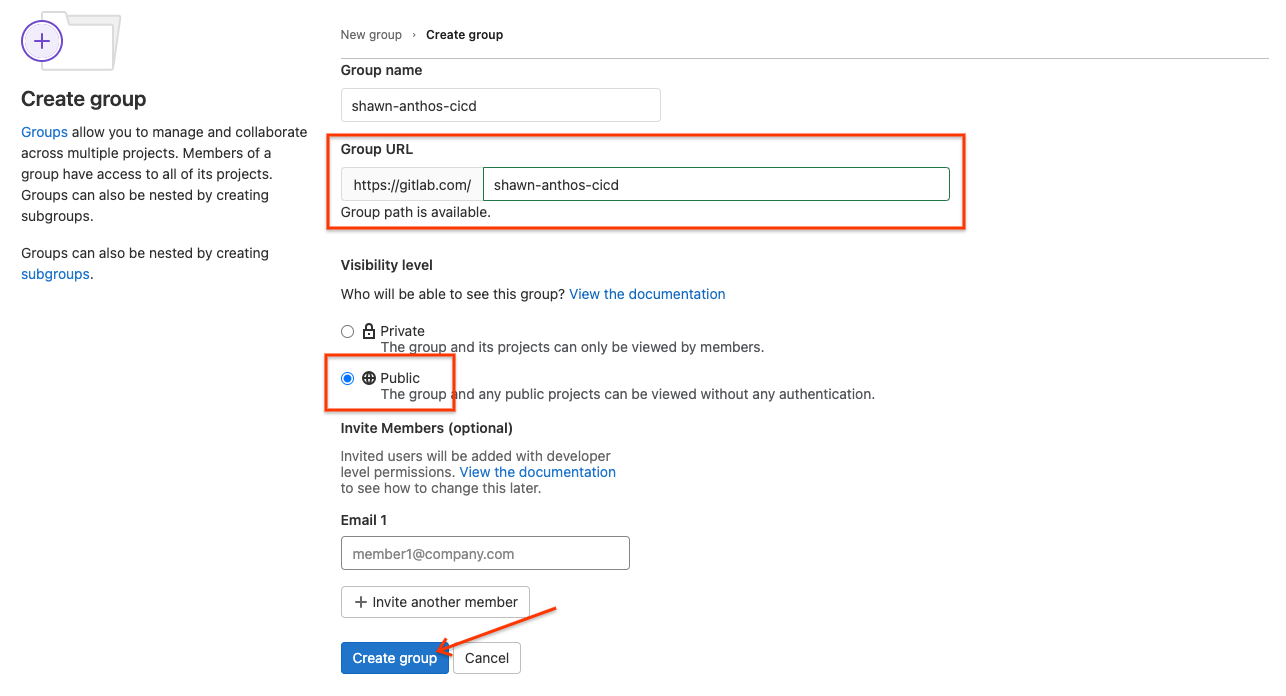 Create group
Groups allow you to manage and collaborate
across multiple projects. Members of a
group have access to all of its projects.
Groups can also be nested by creating
subgroups.
Groups can also be nested by creating
subgroups.
New group › Create group
Group name
shawn-anthos-cicd
Group URL
https://gitlab.com/ shawn-anthos-cicd
Group path is available.
Visibility level
Who will be able to see this group? View the documentation
Private
The group and its projects can only be viewed by members.
Public
The group and any public projects can be viewed without any authentication.
Invite Members (optional)
Invited users will be added with developer
level permissions. View the documentation
to see how to change this later.
Email 1
member1@company.com
+ Invite another member
Create group Cancel